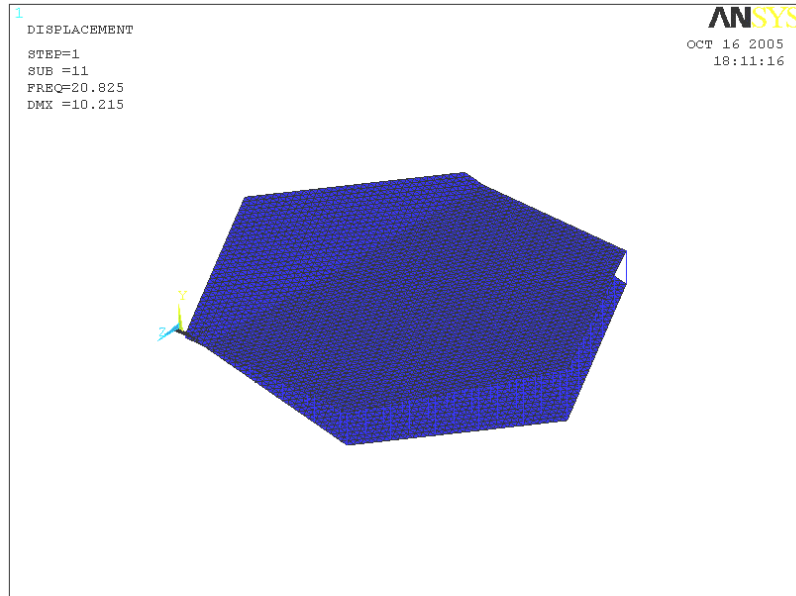 1
DISPLACEMENT
STEP=1
SUB =11
FREQ=20.825
DMX =10.215
ANSYS
OCT 16 2005
18:11:16
Y
Z